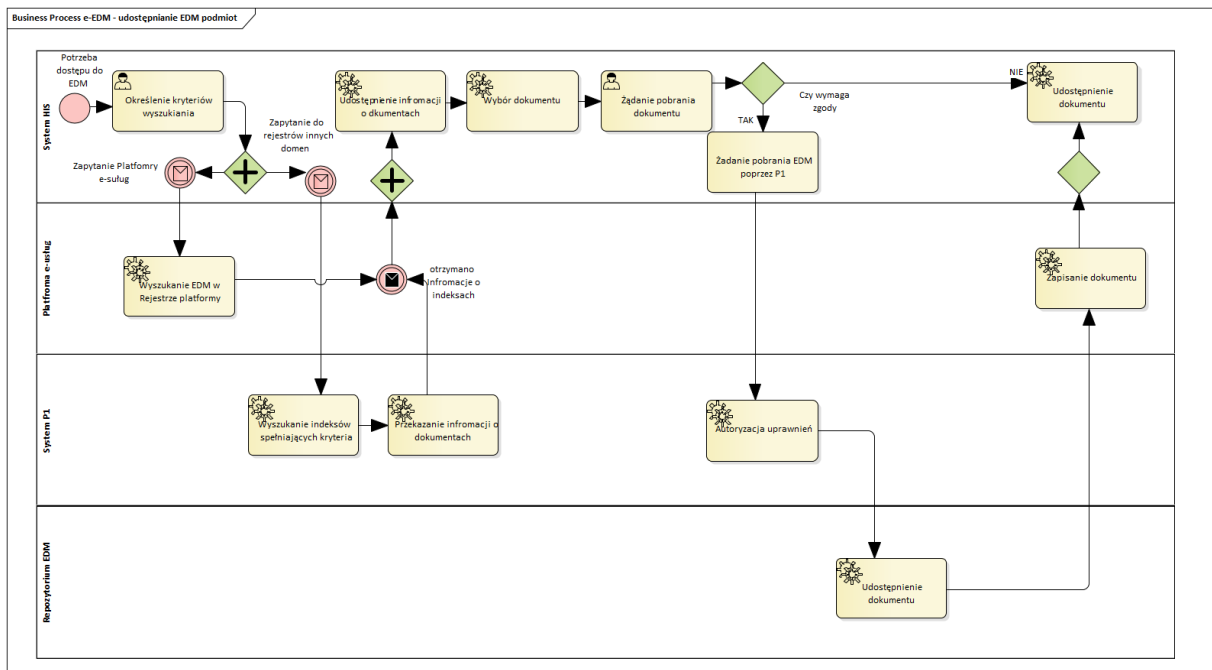 Business Process e-EDM - udostępnianie EDM podmiot
System HIS
Potrzeba
dostępu do
EDM
Określenie kryteriów
wyszukiania
Zapytanie do
rejestrów innych
domen
Zapytanie Platfomry
e-suług
Udostępnienie infromacji
o dkumentach
Wybór dokumentu
Żądanie pobrania
dokumentu
Czy wymaga
zgody
NIE
TAK
Udostępnienie
dokumentu
Żadanie pobrania EDM
poprzez P1
Platfroma e-usług
Wyszukanie EDM w
Rejestrze platformy
otrzymano
infromacje o
indeksach
Zapisanie dokumentu
System P1
Wyszukanie indeksów
spełniających kryteria
Przekazanie infromacji o
dokumentach
Autoryzacja uprawnień
Repozytorium EDM
Udostępnienie
dokumentu